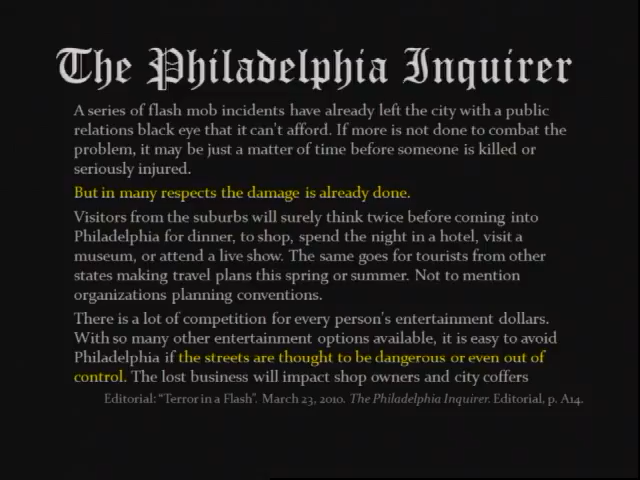 The Philadelphia Inquirer
A series of flash mob incidents have already left the city with a public
relations black eye that it can't afford. If more is not done to combat the
problem, it may be just a matter of time before someone is killed or
seriously injured.
But in many respects the damage is already done.
Visitors from the suburbs will surely think twice before coming into
Philadelphia for dinner, to shop, spend the night in a hotel, visit a
museum, or attend a live show. The same goes for tourists from other
states making travel plans this spring or summer. Not to mention
organizations planning conventions.
There is a lot of competition for every person's entertainment dollars.
With so many other entertainment options available, it is easy to avoid
Philadelphia if the streets are thought to be dangerous or even out of
control. The lost business will impact shop owners and city coffers
Editorial: "Terror in a Flash". March 23, 2010. The Philadelphia Inquirer. Editorial, p. A14.